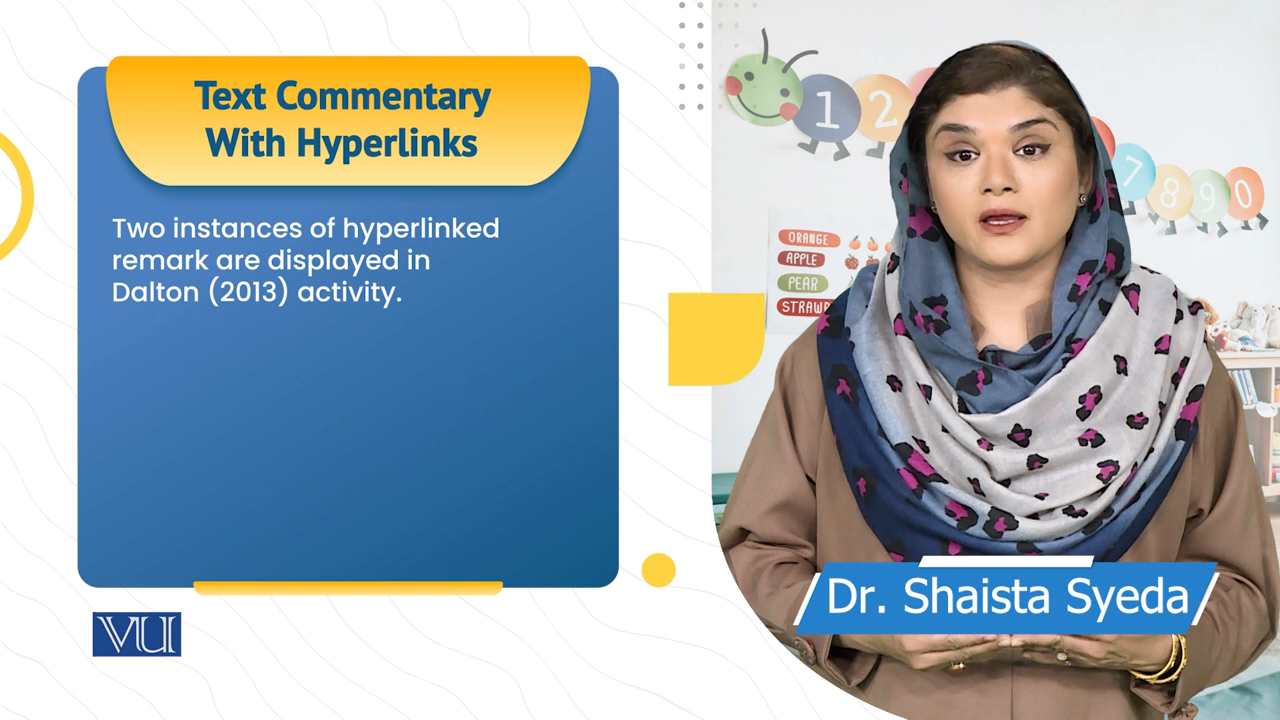 Text Commentary
With Hyperlinks
Two instances of hyperlinked
remark are displayed in
Dalton (2013) activity.
VU
1 2
7 8 9 0
ORANGE
APPLE
PEAR
Dr. Shaista Syeda